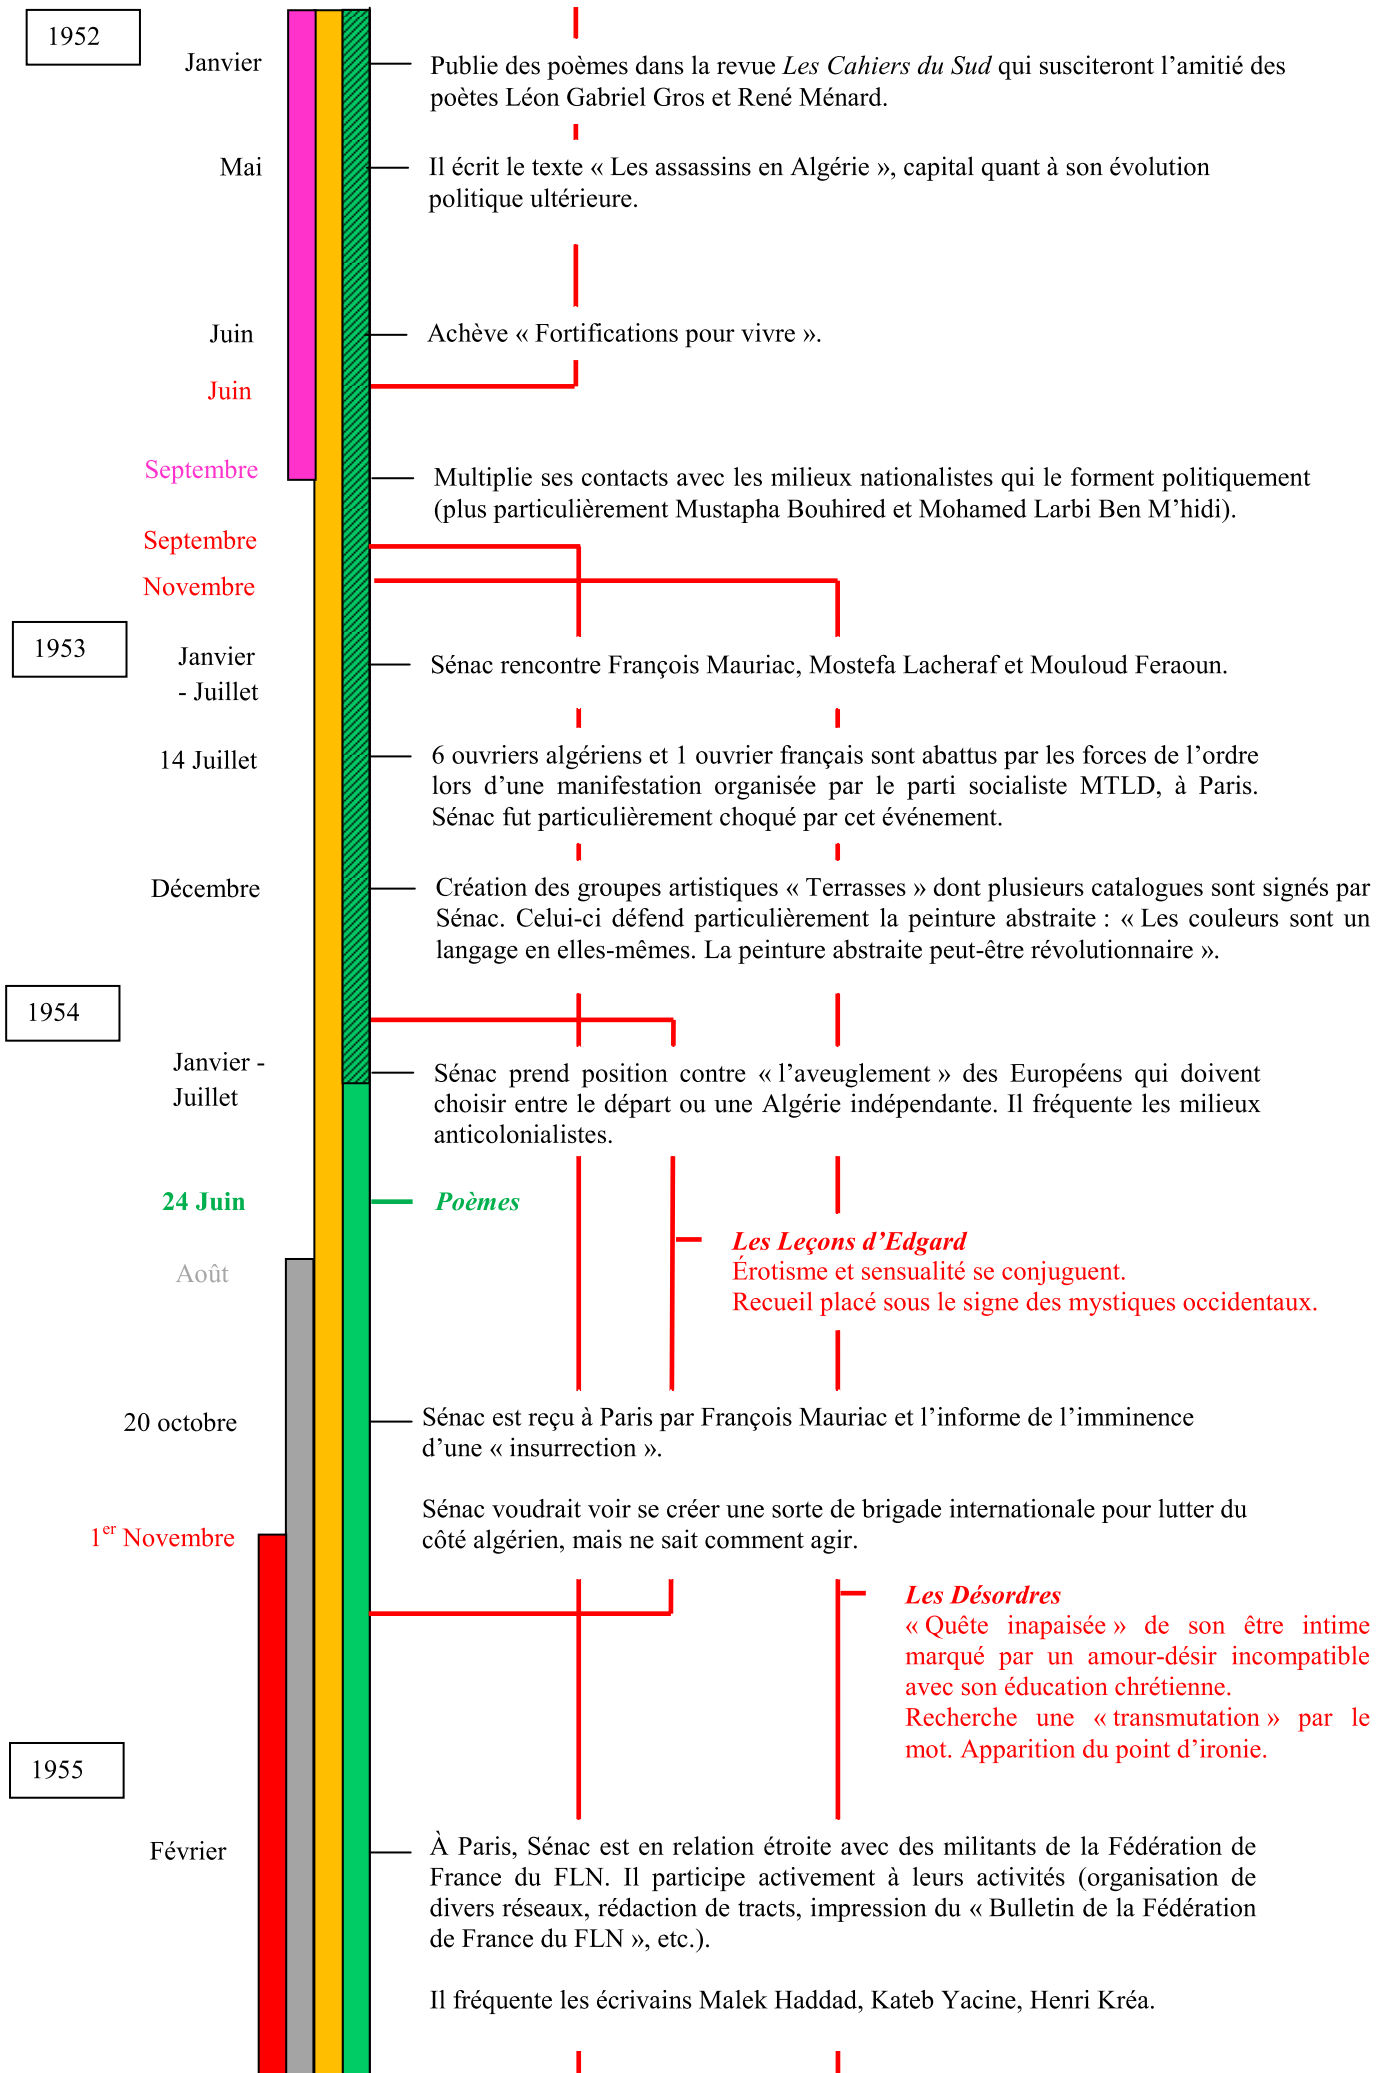 1952
Janvier
Publie des poèmes dans la revue Les Cahiers du Sud qui susciteront l’amitié des
poètes Léon Gabriel Gros et René Ménard.
Mai
Il écrit le texte « Les assassins en Algérie », capital quant à son évolution
politique ultérieure.
Juin
Achève « Fortifications pour vivre ».
Juin
Septembre
Multiplie ses contacts avec les milieux nationalistes qui le forment politiquement
(plus particulièrement Mustapha Bouhired et Mohamed Larbi Ben M’hidi).
Septembre
Novembre
1953
Janvier
- Juillet
Sénac rencontre François Mauriac, Mostefa Lacheraf et Mouloud Feraoun.
14 Juillet
6 ouvriers algériens et 1 ouvrier français sont abattus par les forces de l’ordre
lors d’une manifestation organisée par le parti socialiste MTLD, à Paris.
Sénac fut particulièrement choqué par cet événement.
Décembre
Création des groupes artistiques « Terrasses » dont plusieurs catalogues sont signés par
Sénac. Celui-ci défend particulièrement la peinture abstraite : « Les couleurs sont un
langage en elles-mêmes. La peinture abstraite peut-être révolutionnaire ».
1954
Janvier -
Juillet
Sénac prend position contre « l’aveuglement » des Européens qui doivent
choisir entre le départ ou une Algérie indépendante. Il fréquente les milieux
anticolonialistes.
24 Juin
Poèmes
Les Leçons d’Edgard
Érotisme et sensualité se conjuguent.
Recueil placé sous le signe des mystiques occidentaux.
Août
20 octobre
Sénac est reçu à Paris par François Mauriac et l’informe de l’imminence
d’une « insurrection ».
Sénac voudrait voir se créer une sorte de brigade internationale pour lutter du
côté algérien, mais ne sait comment agir.
1er Novembre
Les Désordres
« Quête inapaisée » de son être intime
marqué par un amour-désir incompatible
avec son éducation chrétienne.
Recherche une « transmutation » par le
mot. Apparition du point d’ironie.
1955
Février
À Paris, Sénac est en relation étroite avec des militants de la Fédération de
France du FLN. Il participe activement à leurs activités (organisation de
divers réseaux, rédaction de tracts, impression du « Bulletin de la Fédération
de France du FLN », etc.).
Il fréquente les écrivains Malek Haddad, Kateb Yacine, Henri Kréa.